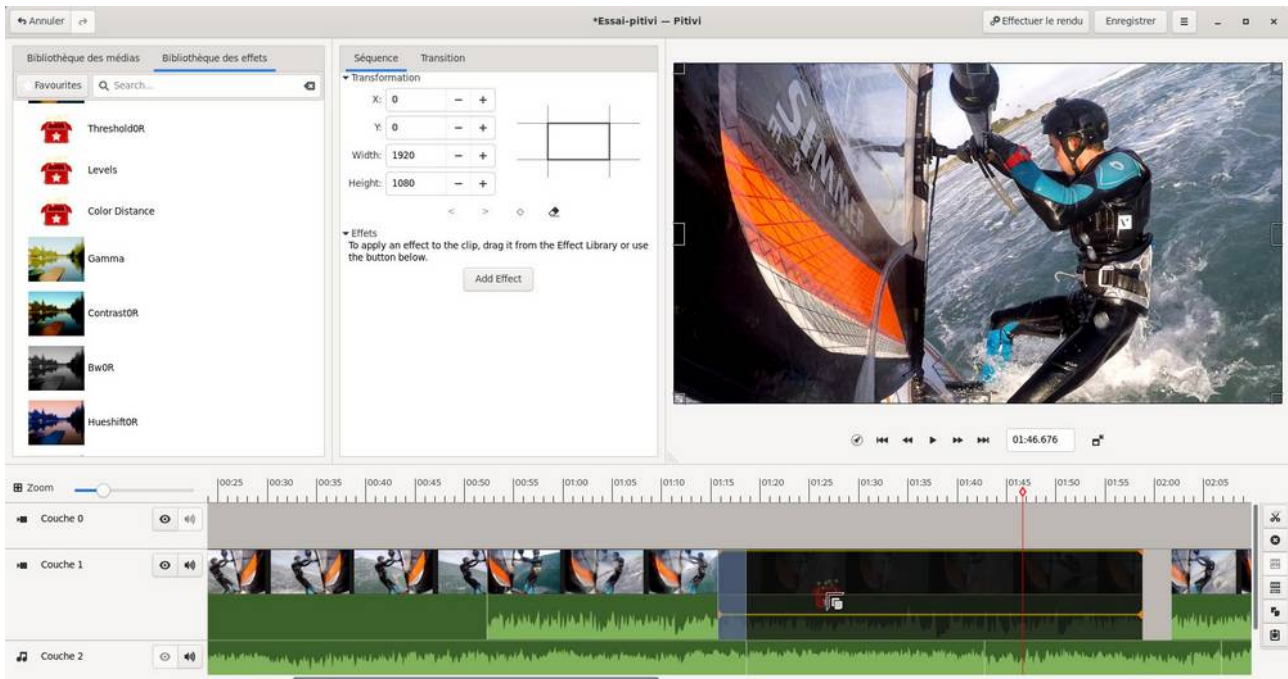 Annuler
*Essai-pitivi — Pitivi
Effectuer le rendu
Enregistrer
Bibliothèque des médias
Bibliothèque des effets
Favourites
Search...
Threshold0R
Levels
Color Distance
Gamma
Contrast0R
Bw0R
Hueshift0R
Séquence
Transition
Transformation
X: 0
Y: 0
Width: 1920
Height: 1080
Effets
To apply an effect to the clip, drag it from the Effect Library or use
the button below.
Add Effect
01:46.676
Zoom
00:25 00:30 00:35 00:40 00:45 00:50 00:55 01:00 01:05 01:10 01:15 01:20 01:25 01:30 01:35 01:40 01:45 01:50 01:55 02:00 02:05
Couche 0
Couche 1
Couche 2